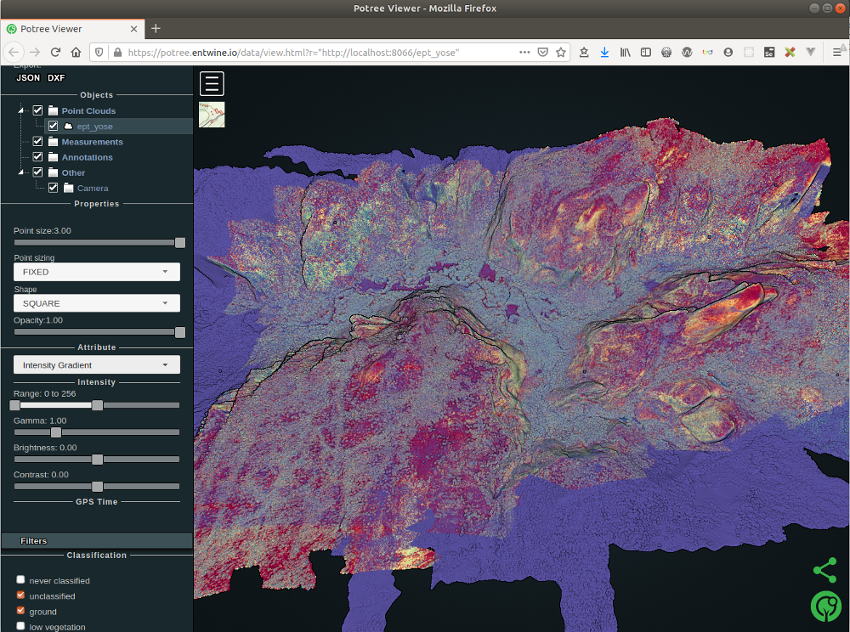 Potree Viewer - Mozilla Firefox
Potree Viewer
https://potree.entwine.io/data/view.html?r="http://localhost:8066/ept_yose"
Export:
JSON DXF
Objects
Point Clouds
ept_yose
Measurements
Annotations
Other
Camera
Properties
Point size:3.00
Point sizing
FIXED
Shape
SQUARE
Opacity:1.00
Attribute
Intensity Gradient
Intensity
Range: 0 to 256
Gamma: 1.00
Brightness: 0.00
Contrast: 0.00
GPS Time
Filters
Classification
never classified
unclassified
ground
low vegetation